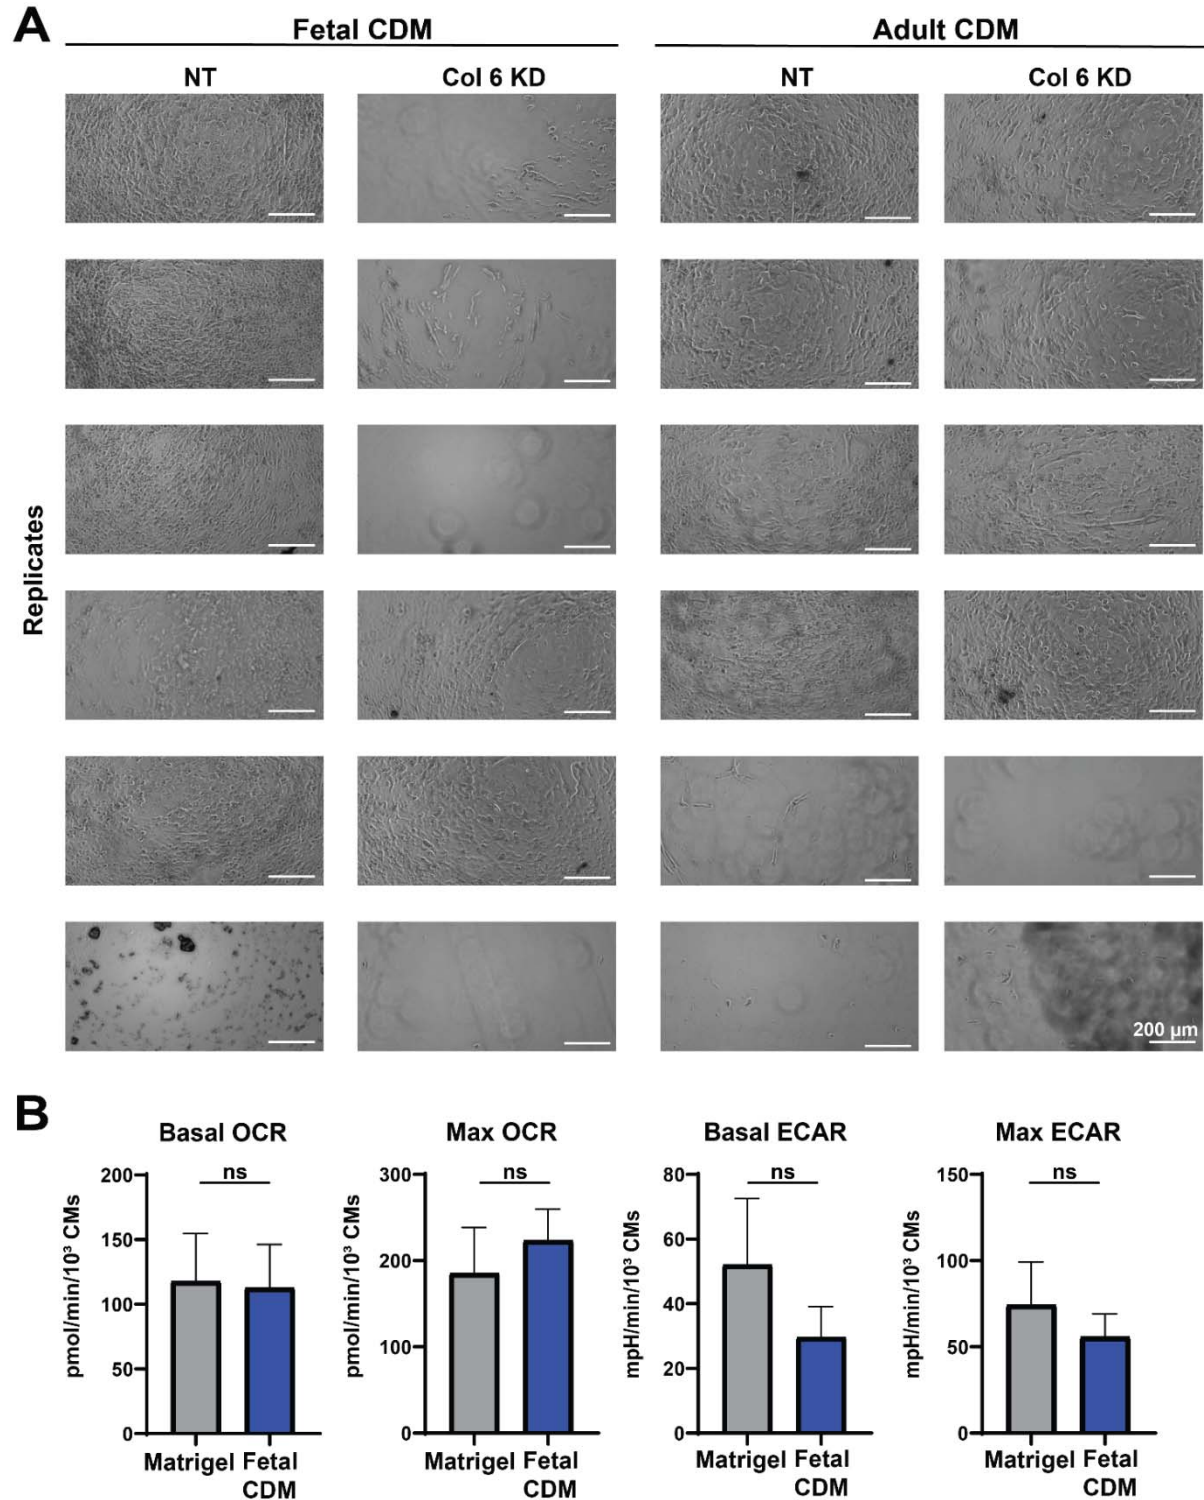 A
Fetal CDM
Adult CDM
NT
Col 6 KD
NT
Col 6 KD
Replicates
200 µm
B
Basal OCR
pmol/min/10³ CMs
200
150
100
50
0
ns
Matrigel
Fetal
CDM
Max OCR
pmol/min/10³ CMs
300
200
100
0
ns
Matrigel
Fetal
CDM
Basal ECAR
mpH/min/10³ CMs
80
60
40
20
0
ns
Matrigel
Fetal
CDM
Max ECAR
mpH/min/10³ CMs
150
100
50
0
ns
Matrigel
Fetal
CDM